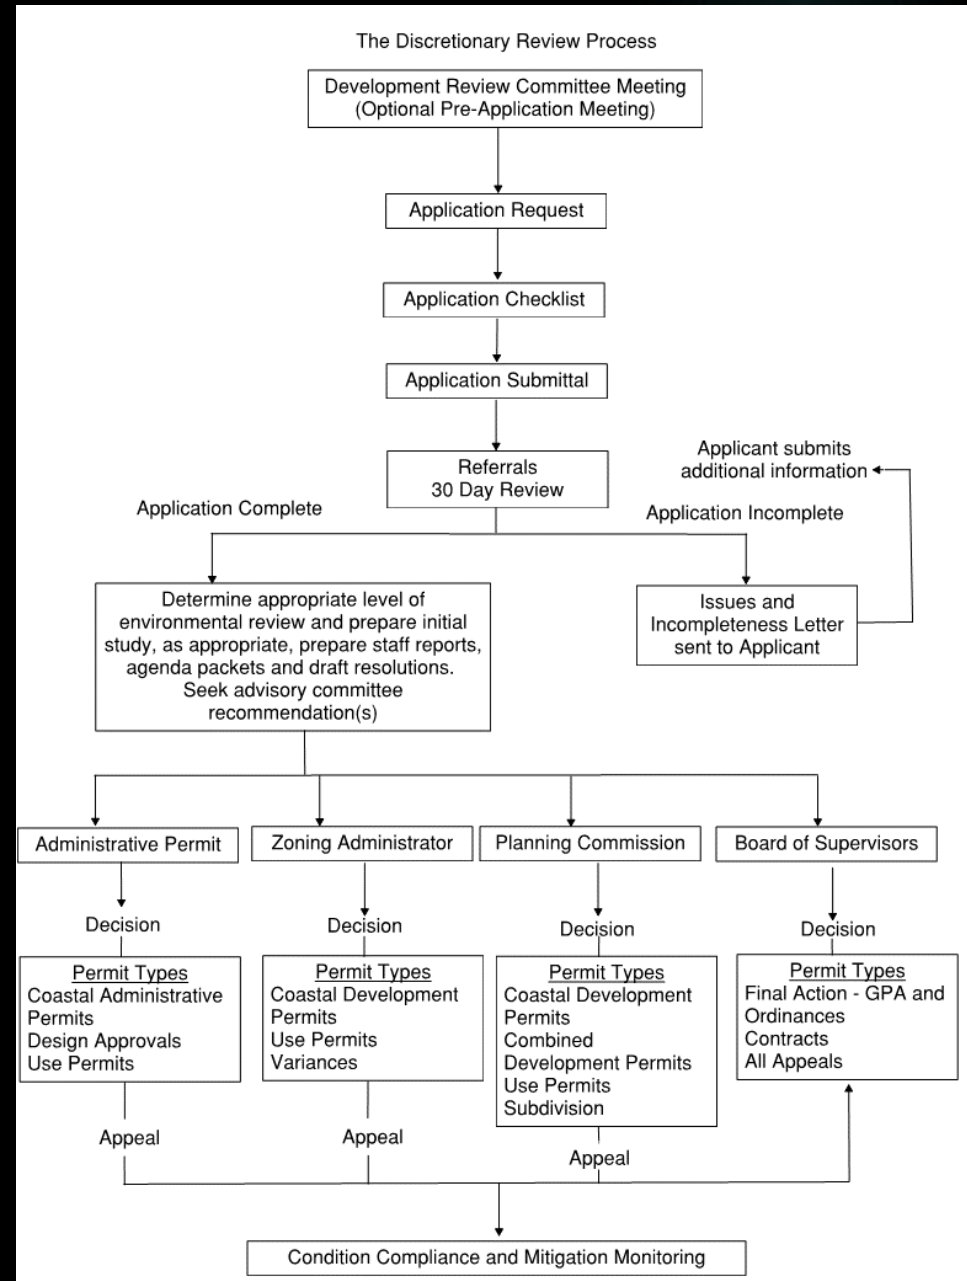 The Discretionary Review Process
Development Review Committee Meeting
(Optional Pre-Application Meeting)
Application Request
Application Checklist
Application Submittal
Referrals
30 Day Review
Applicant submits
additional information
Application Complete
Application Incomplete
Determine appropriate level of
environmental review and prepare initial
study, as appropriate, prepare staff reports,
agenda packets and draft resolutions.
Seek advisory committee
recommendation(s)
Issues and
Incompleteness Letter
sent to Applicant
Administrative Permit
Zoning Administrator
Planning Commission
Board of Supervisors
Decision
Decision
Decision
Decision
Permit Types
Coastal Administrative
Permits
Design Approvals
Use Permits
Permit Types
Coastal Development
Permits
Use Permits
Variances
Permit Types
Coastal Development
Permits
Combined
Development Permits
Use Permits
Subdivision
Permit Types
Final Action - GPA and
Ordinances
Contracts
All Appeals
Appeal
Appeal
Appeal
Condition Compliance and Mitigation Monitoring